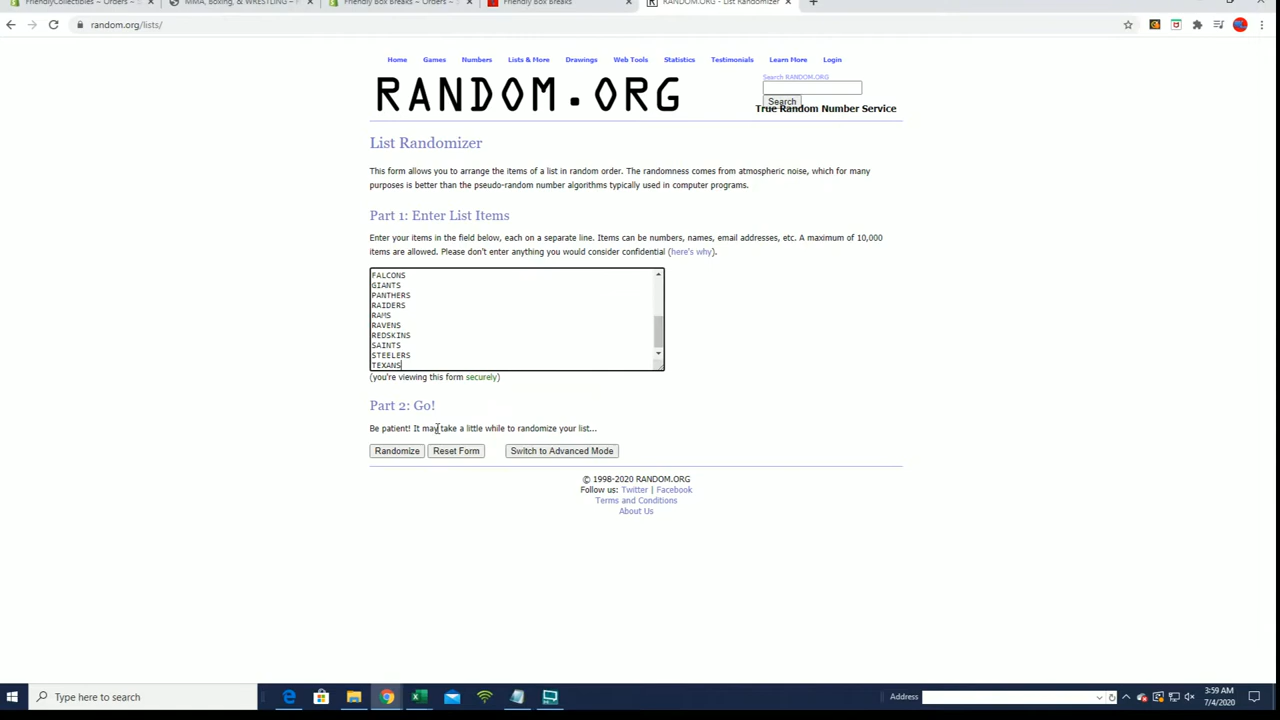 FriendlyCollectibles – Orders –
MMA, Boxing, & WRESTLING –
Friendly Box Breaks – Orders –
Friendly Box Breaks
RANDOM.ORG - List Randomizer
random.org/lists/
Home Games Numbers Lists & More Drawings Web Tools Statistics Testimonials Learn More Login
Search RANDOM.ORG
RANDOM.ORG
Search
True Random Number Service
List Randomizer
This form allows you to arrange the items of a list in random order. The randomness comes from atmospheric noise, which for many
purposes is better than the pseudo-random number algorithms typically used in computer programs.
Part 1: Enter List Items
Enter your items in the field below, each on a separate line. Items can be numbers, names, email addresses, etc. A maximum of 10,000
items are allowed. Please don't enter anything you would consider confidential (here's why).
FALCONS
GIANTS
PANTHERS
RAIDERS
RAMS
RAVENS
REDSKINS
SAINTS
STEELERS
TEXANS
(you're viewing this form securely)
Part 2: Go!
Be patient! It may take a little while to randomize your list...
Randomize Reset Form Switch to Advanced Mode
© 1998-2020 RANDOM.ORG
Follow us: Twitter | Facebook
Terms and Conditions
About Us
Type here to search
Address
3:59 AM
7/4/2020